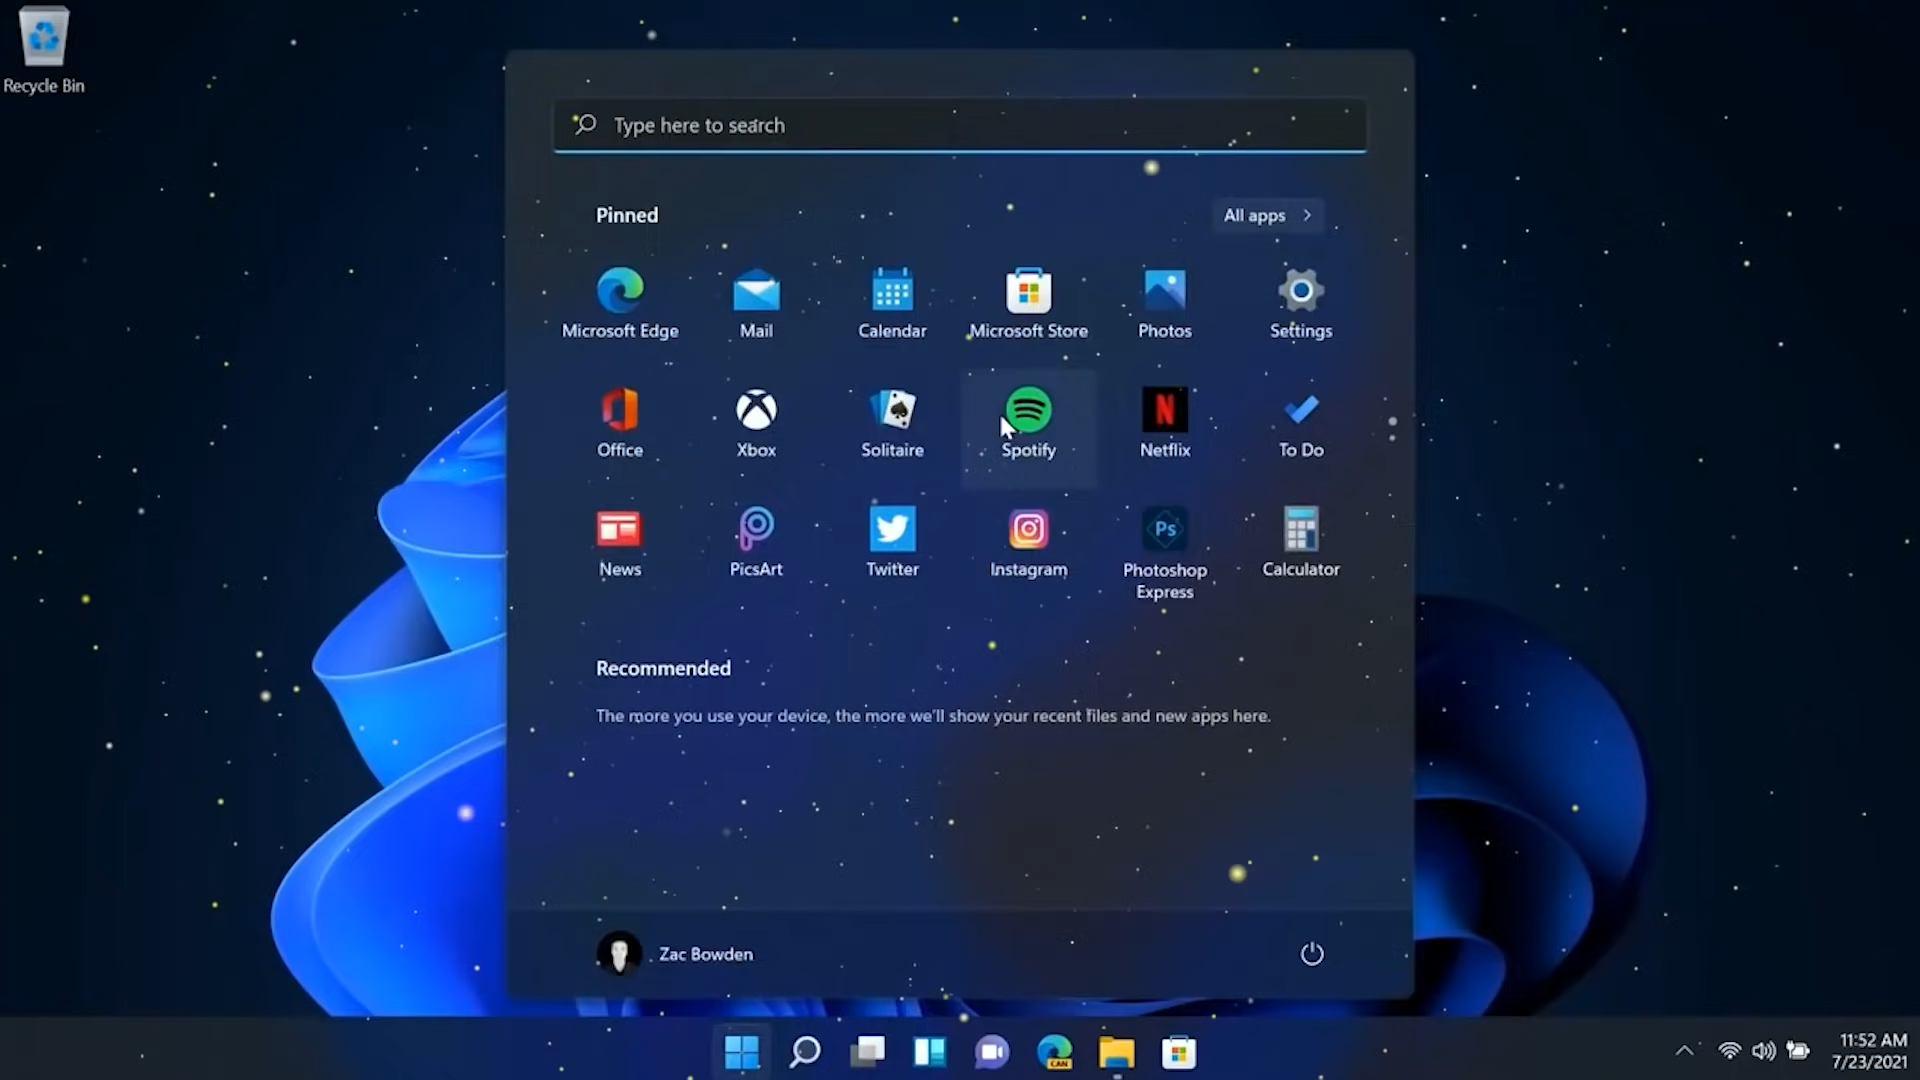 Recycle Bin
Type here to search
Pinned
All apps
Microsoft Edge
Mail
Calendar
Microsoft Store
Photos
Settings
Office
Xbox
Solitaire
Spotify
Netflix
To Do
News
PicsArt
Twitter
Instagram
Ps
Photoshop
Express
Calculator
Recommended
The more you use your device, the more we'll show your recent files and new apps here.
Zac Bowden
CAN
11:52 AM
7/23/2021